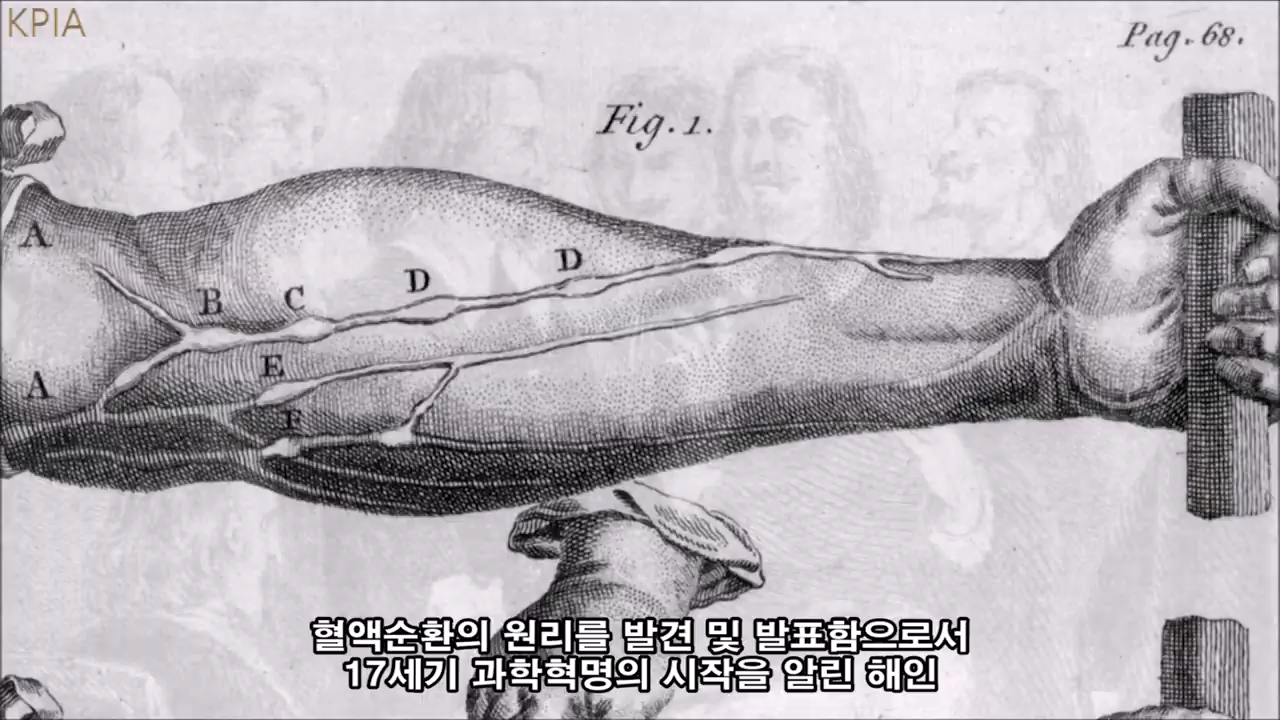 KPIA
Pag. 68.
Fig. 1.
A
B
C
D
D
A
E
F
혈액순환의 원리를 발견 및 발표함으로서
17세기 과학혁명의 시작을 알린 해인